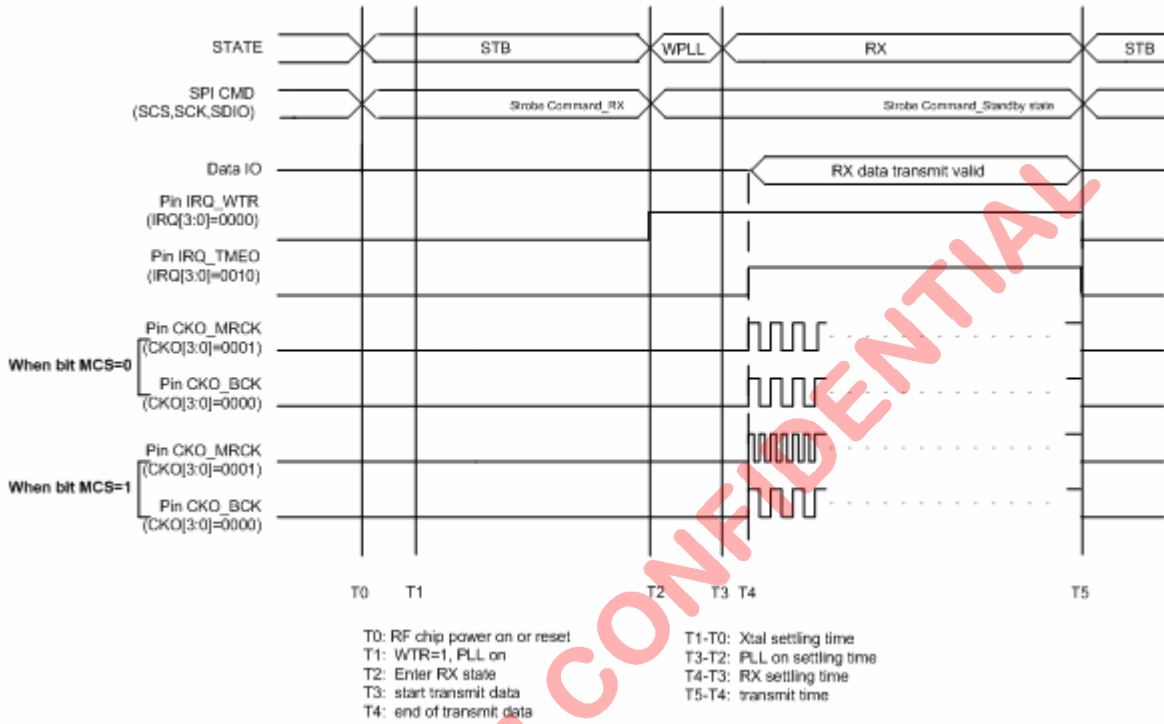 STATE
STB
WPLL
RX
STB
SPI CMD
(SCS,SCK,SDIO)
Strobe Command_RX
Strobe Command_Standby state
Data IO
RX data transmit valid
Pin IRQ_WTR
(IRQ[3:0]=0000)
Pin IRQ_TMEO
(IRQ[3:0]=0010)
When bit MCS=0
Pin CKO_MRCK
(CKO[3:0]=0001)
Pin CKO_BCK
(CKO[3:0]=0000)
When bit MCS=1
Pin CKO_MRCK
(CKO[3:0]=0001)
Pin CKO_BCK
(CKO[3:0]=0000)
T0
T1
T2
T3
T4
T5
T0: RF chip power on or reset
T1: WTR=1, PLL on
T2: Enter RX state
T3: start transmit data
T4: end of transmit data
T1-T0: Xtal settling time
T3-T2: PLL on settling time
T4-T3: RX settling time
T5-T4: transmit time
CONFIDENTIAL